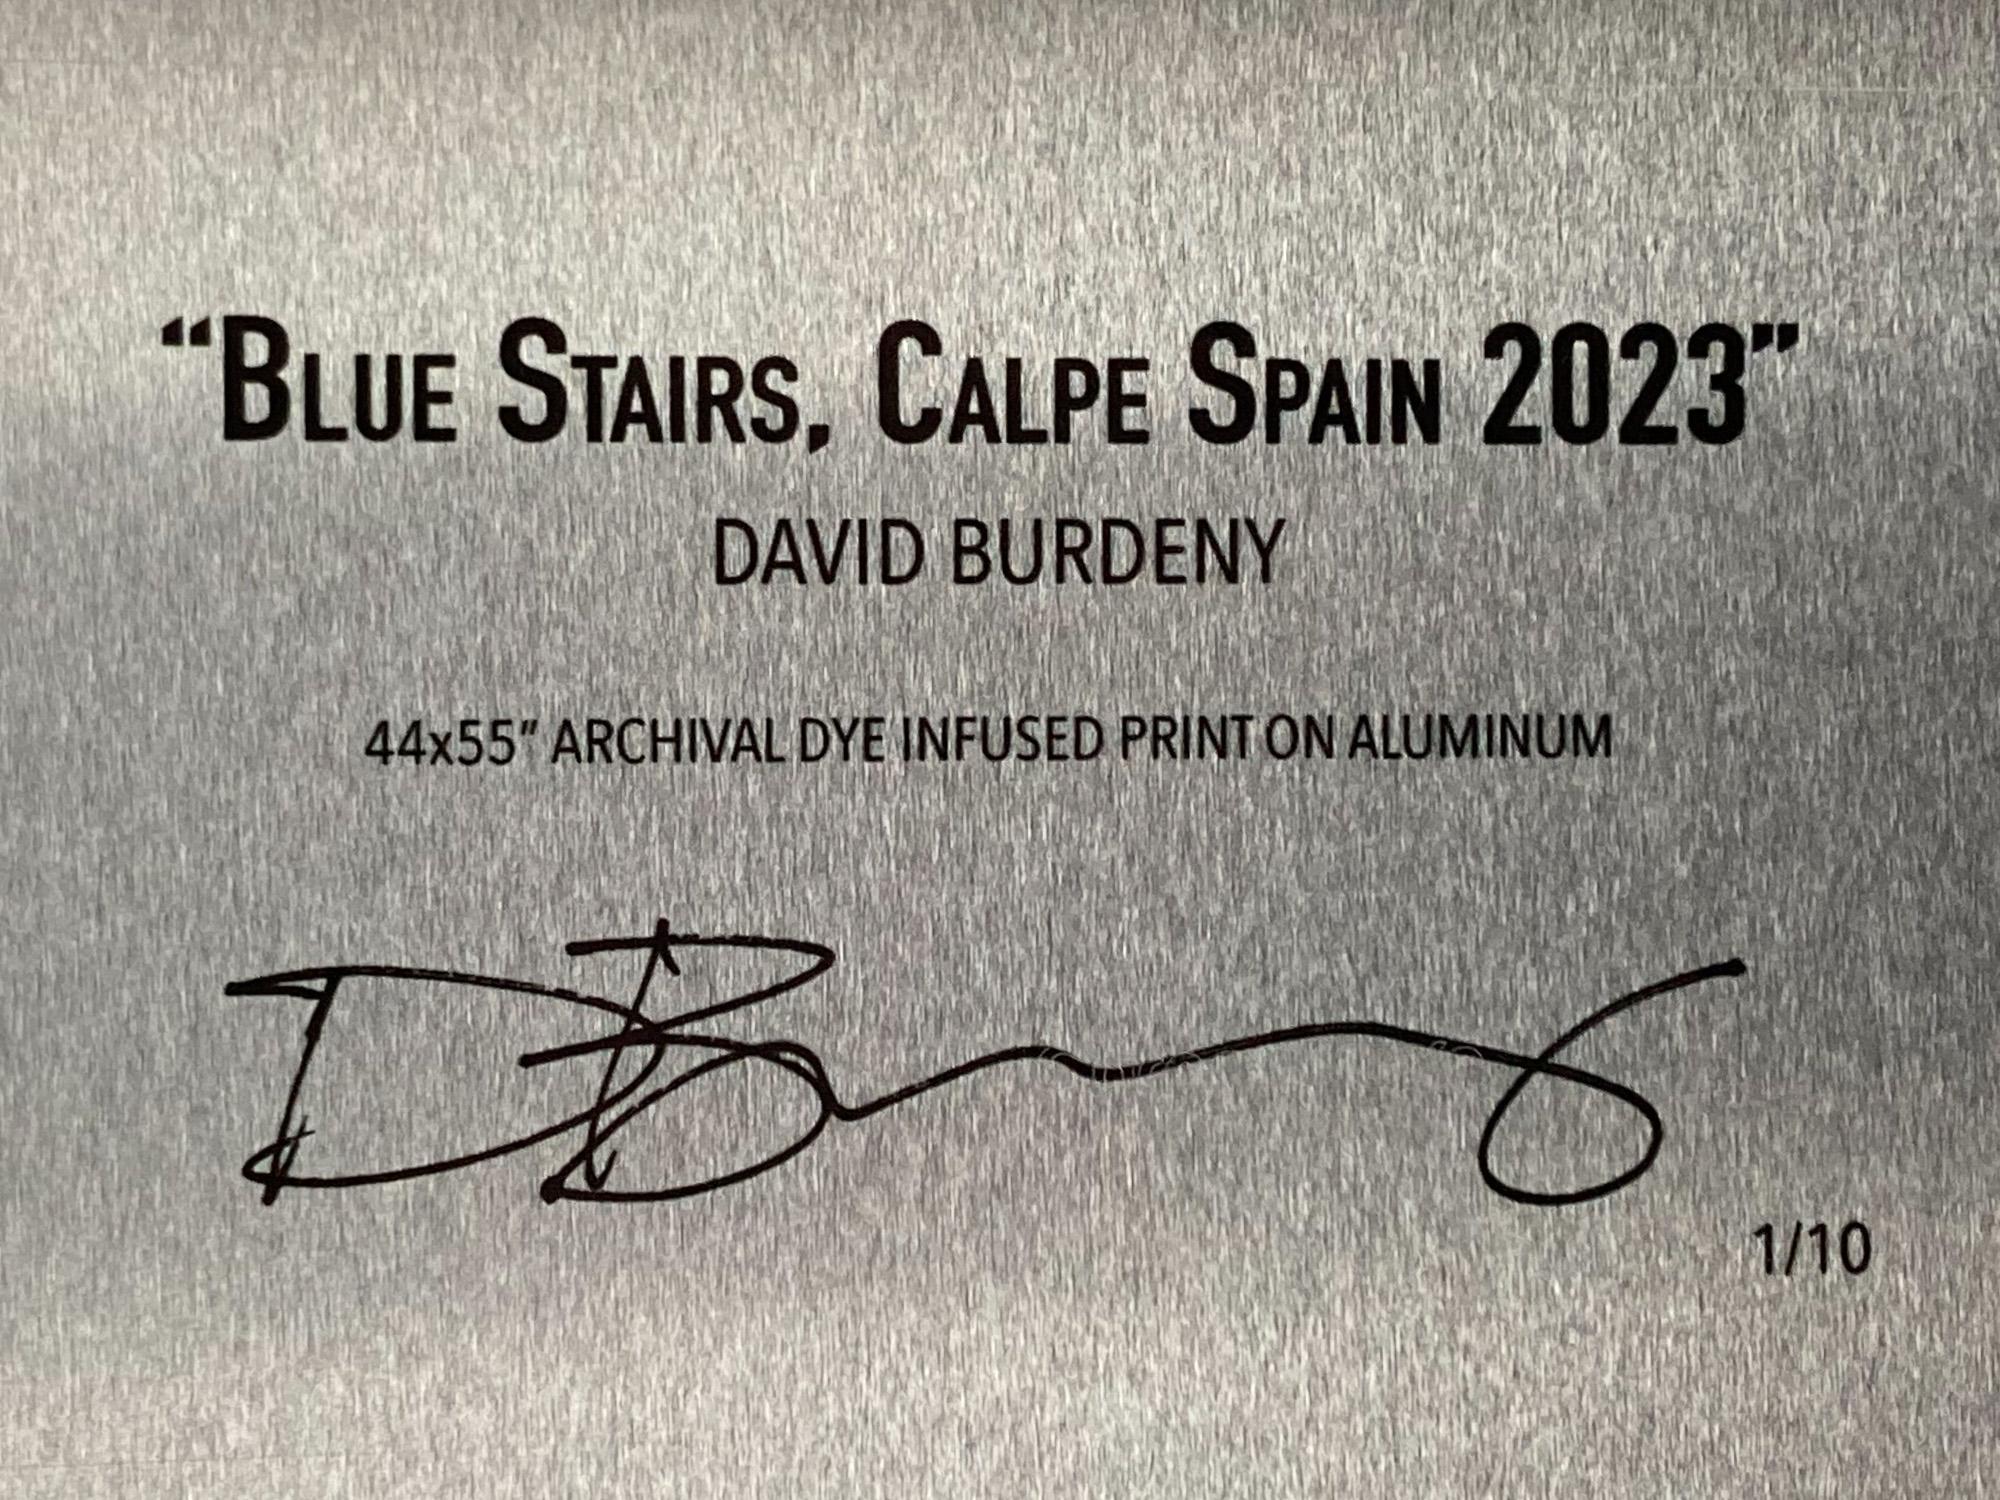 “BLUE STAIRS, CALPE SPAIN 2023”
DAVID BURDENY
44x55” ARCHIVAL DYE INFUSED PRINT ON ALUMINUM
1/10